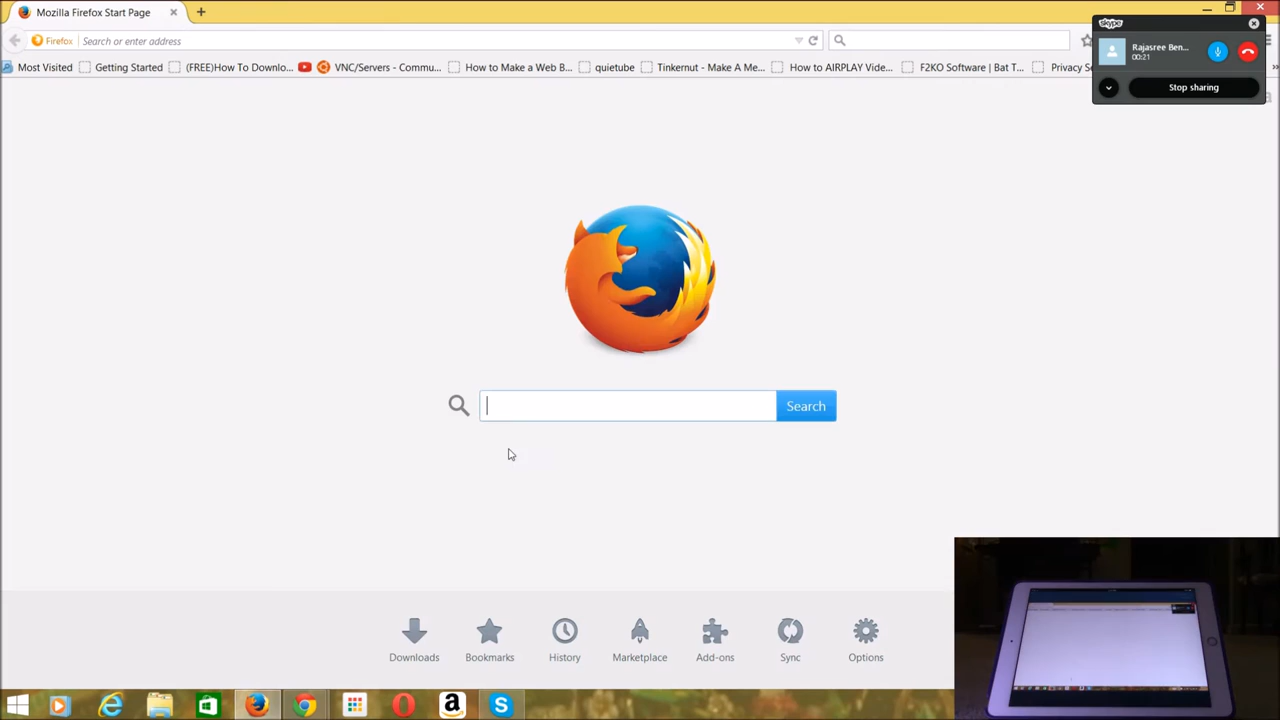 Mozilla Firefox Start Page
Firefox Search or enter address
Most Visited Getting Started (FREE)How To Downlo... VNC/Servers - Commu... How to Make a Web B... quietube Tinkernut - Make A Me... How to AIRPLAY Vide... F2KO Software | Bat T... Privacy S
skype
Rajasree Ben...
00:21
Stop sharing
Search
Downloads Bookmarks History Marketplace Add-ons Sync Options